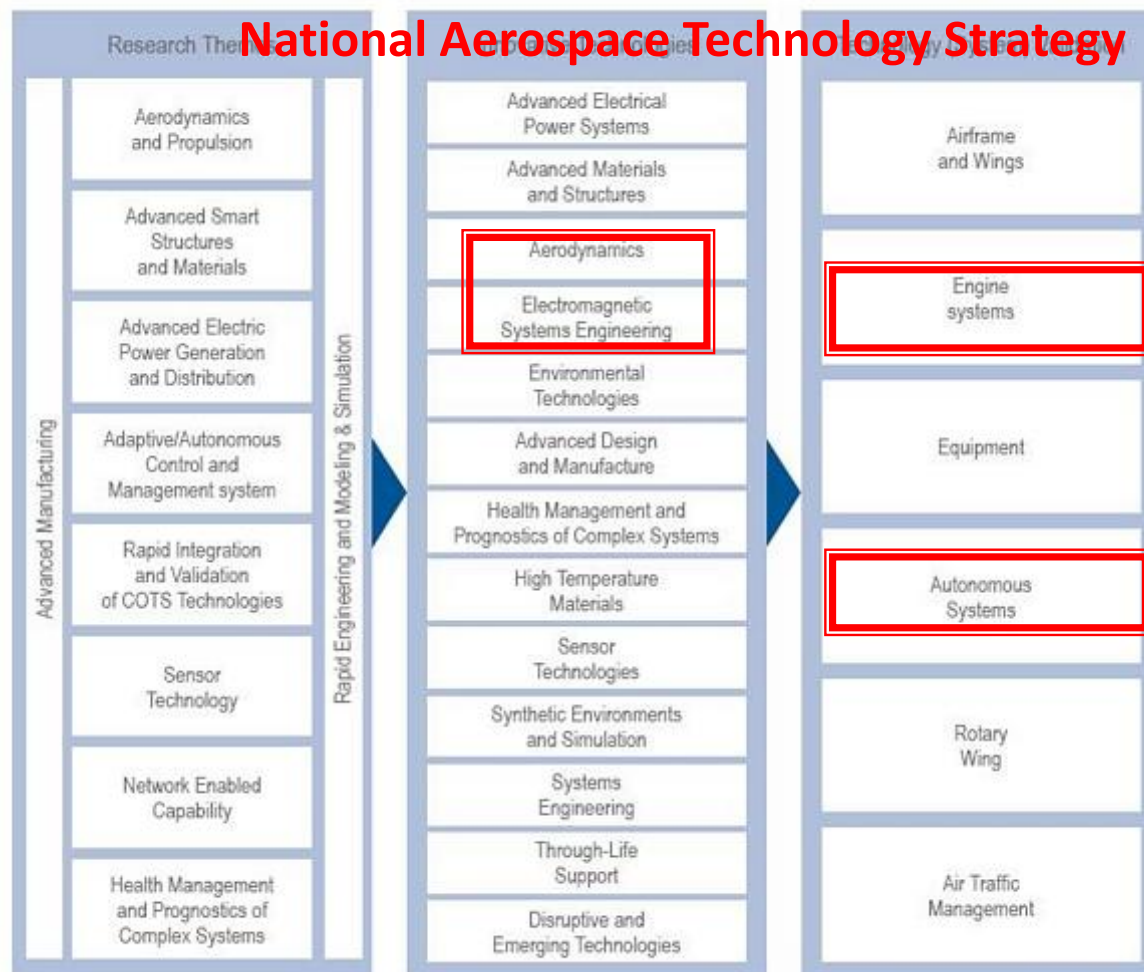 National Aerospace Technology Strategy
Research Themes
Technologies
Advanced Manufacturing
Aerodynamics
and Propulsion
Advanced Smart
Structures
and Materials
Advanced Electric
Power Generation
and Distribution
Adaptive/Autonomous
Control and
Management system
Rapid Integration
and Validation
of COTS Technologies
Sensor
Technology
Network Enabled
Capability
Health Management
and Prognostics of
Complex Systems
Rapid Engineering and Modeling & Simulation
Advanced Electrical
Power Systems
Advanced Materials
and Structures
Aerodynamics
Electromagnetic
Systems Engineering
Environmental
Technologies
Advanced Design
and Manufacture
Health Management and
Prognostics of Complex Systems
High Temperature
Materials
Sensor
Technologies
Synthetic Environments
and Simulation
Systems
Engineering
Through-Life
Support
Disruptive and
Emerging Technologies
Airframe
and Wings
Engine
systems
Equipment
Autonomous
Systems
Rotary
Wing
Air Traffic
Management